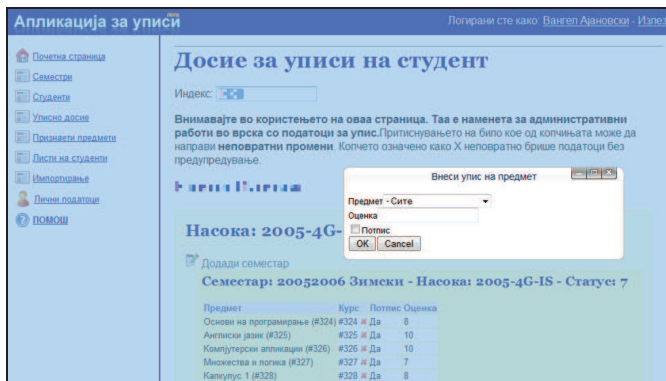 Апликација за уписи
Логирани сте како: Вангел Ајановски - Излез
Почетна страница
Семестри
Студенти
Уписно досие
Признаети предмети
Листи на студенти
Импортирање
Лични податоци
ПОМОШ
Досие за уписи на студент
Индекс:
Внимавајте во користењето на оваа страница. Таа е наменета за административни
работи во врска со податоци за упис.Притиснувањето на било кое од копчињата може да
направи неповратни промени. Копчето означено како X неповратно брише податоци без
предупредување.
Внеси упис на предмет
Предмет - Сите
Оценка
Потпис
OK Cancel
Насока: 2005-4G-
Додади семестар
Семестар: 20052006 Зимски - Насока: 2005-4G-IS - Статус: 7
Предмет Курс Потпис Оценка
Основи на програмирање (#324) #324 Да 8
Англиски јазик (#325) #325 Да 10
Компјутерски апликации (#326) #326 Да 10
Множества и логика (#327) #327 Да 7
Калкулус 1 (#328) #328 Да 8